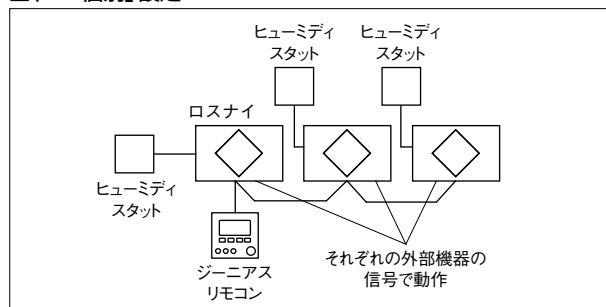 ヒューミディ
スタット
ヒューミディ
スタット
ロスナイ
ヒューミディ
スタット
ジーニアス
リモコン
それぞれの外部機器の
信号で動作